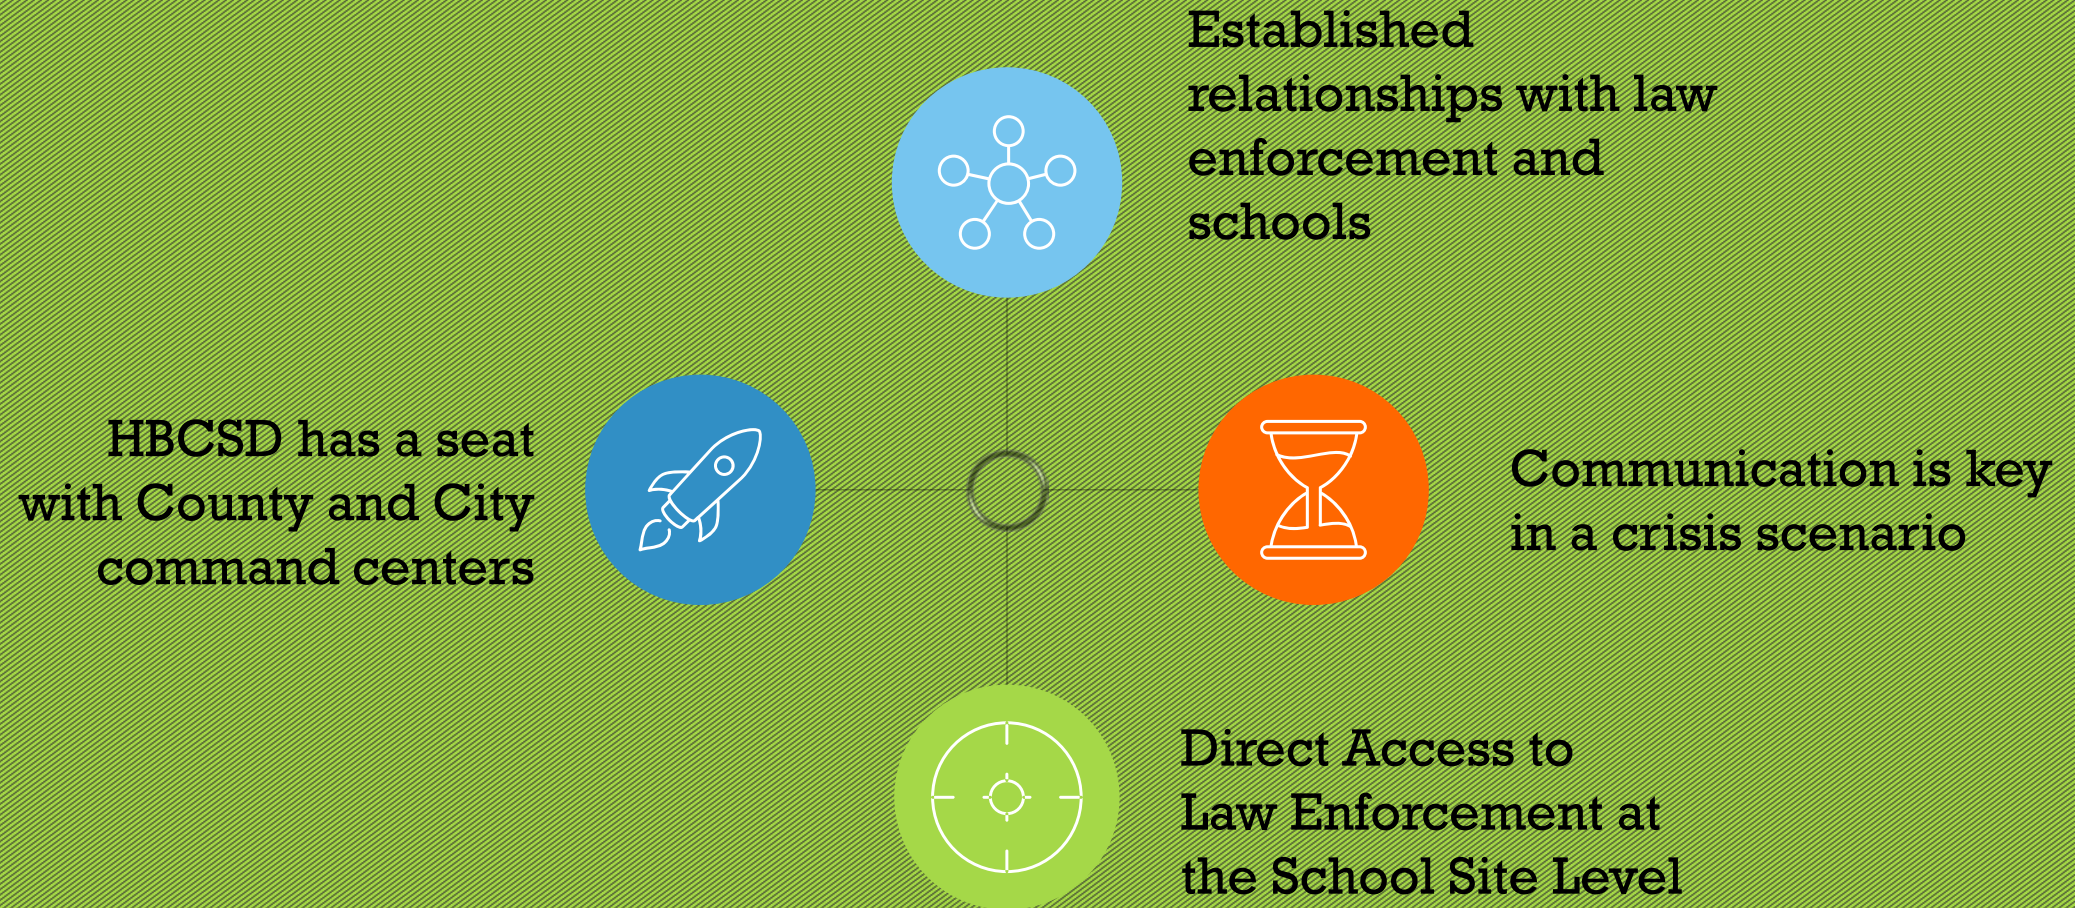 Established
relationships with law
enforcement and
schools
HBCSD has a seat
with County and City
command centers
Communication is key
in a crisis scenario
Direct Access to
Law Enforcement at
the School Site Level